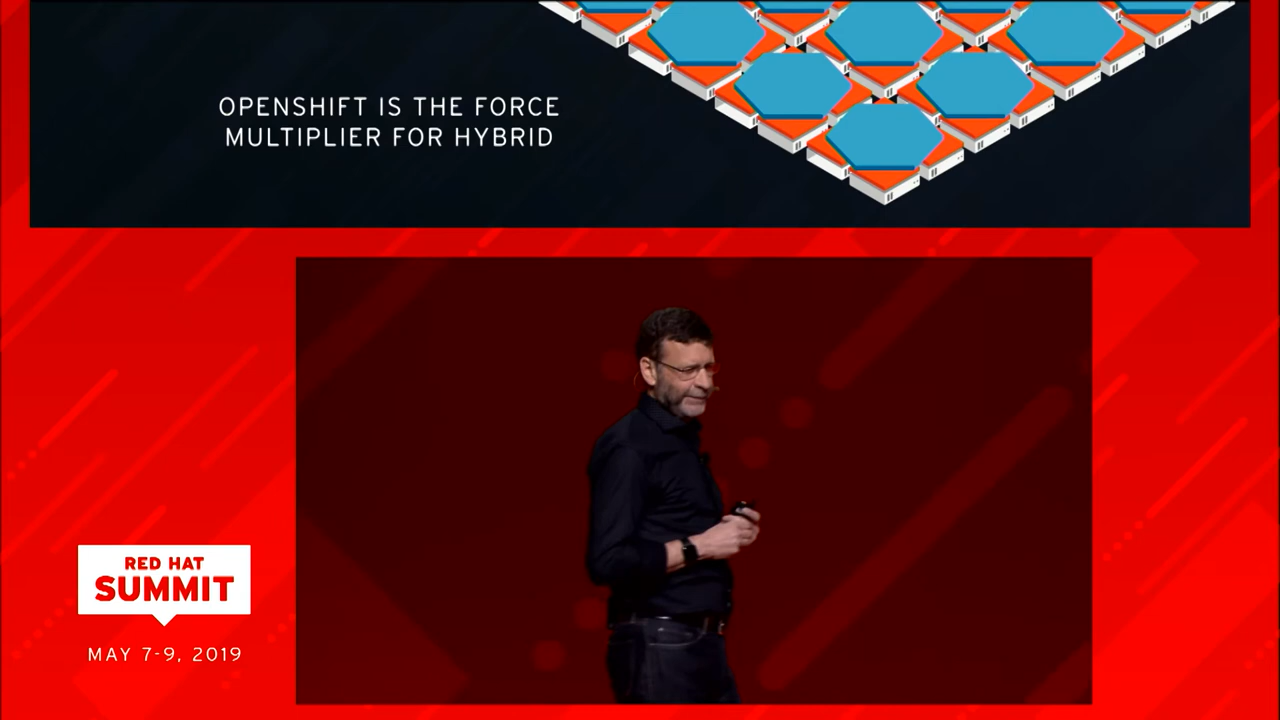 OPENSHIFT IS THE FORCE
MULTIPLIER FOR HYBRID
RED HAT
SUMMIT
MAY 7-9, 2019